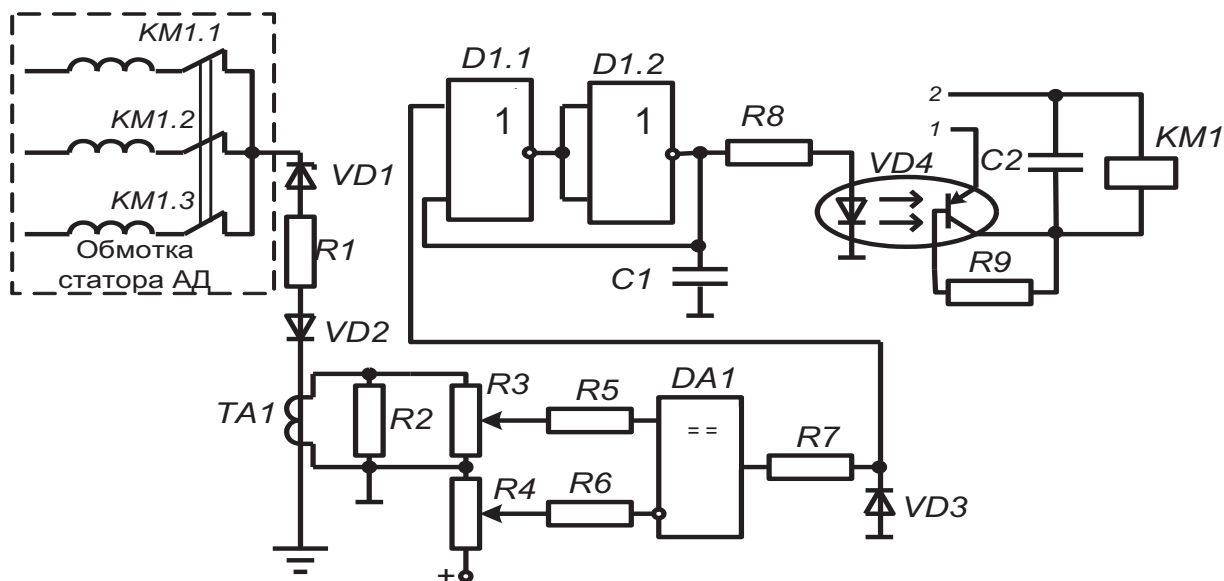 KM1.1
KM1.2
KM1.3
Обмотка
статора АД
VD1
R1
VD2
TA1
R2
R3
R4
R5
R6
DA1
= =
R7
VD3
D1.1
1
D1.2
1
R8
C1
VD4
2
1
C2
KM1
R9
+